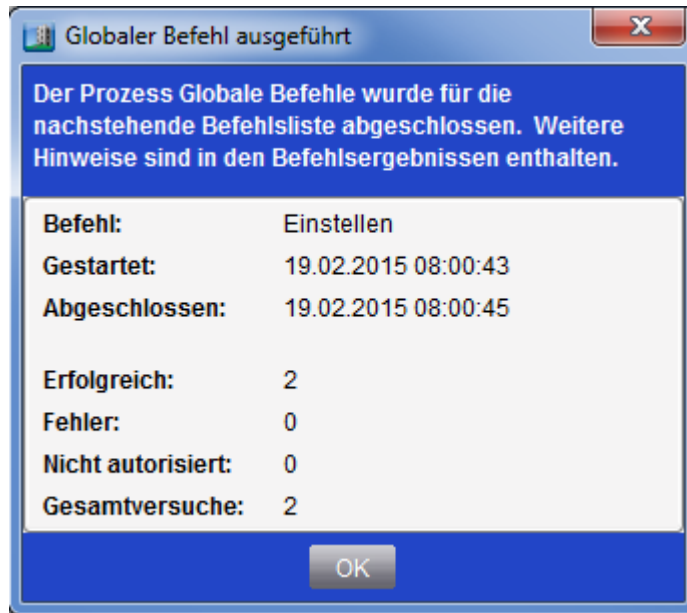 Globaler Befehl ausgeführt
Der Prozess Globale Befehle wurde für die
nachstehende Befehlsliste abgeschlossen. Weitere
Hinweise sind in den Befehlsergebnissen enthalten.
Befehl: Einstellen
Gestartet: 19.02.2015 08:00:43
Abgeschlossen: 19.02.2015 08:00:45
Erfolgreich: 2
Fehler: 0
Nicht autorisiert: 0
Gesamtversuche: 2
OK